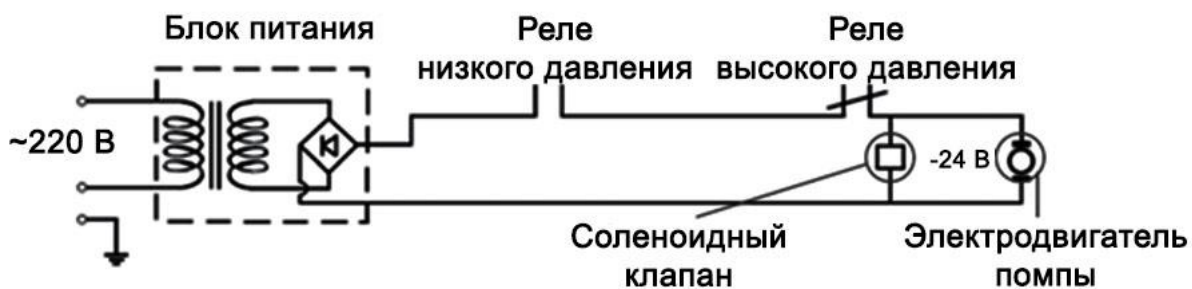 Блок питания
Реле
низкого давления
Реле
высокого давления
~220 В
-24 В
Соленоидный
клапан
Электродвигатель
помпы